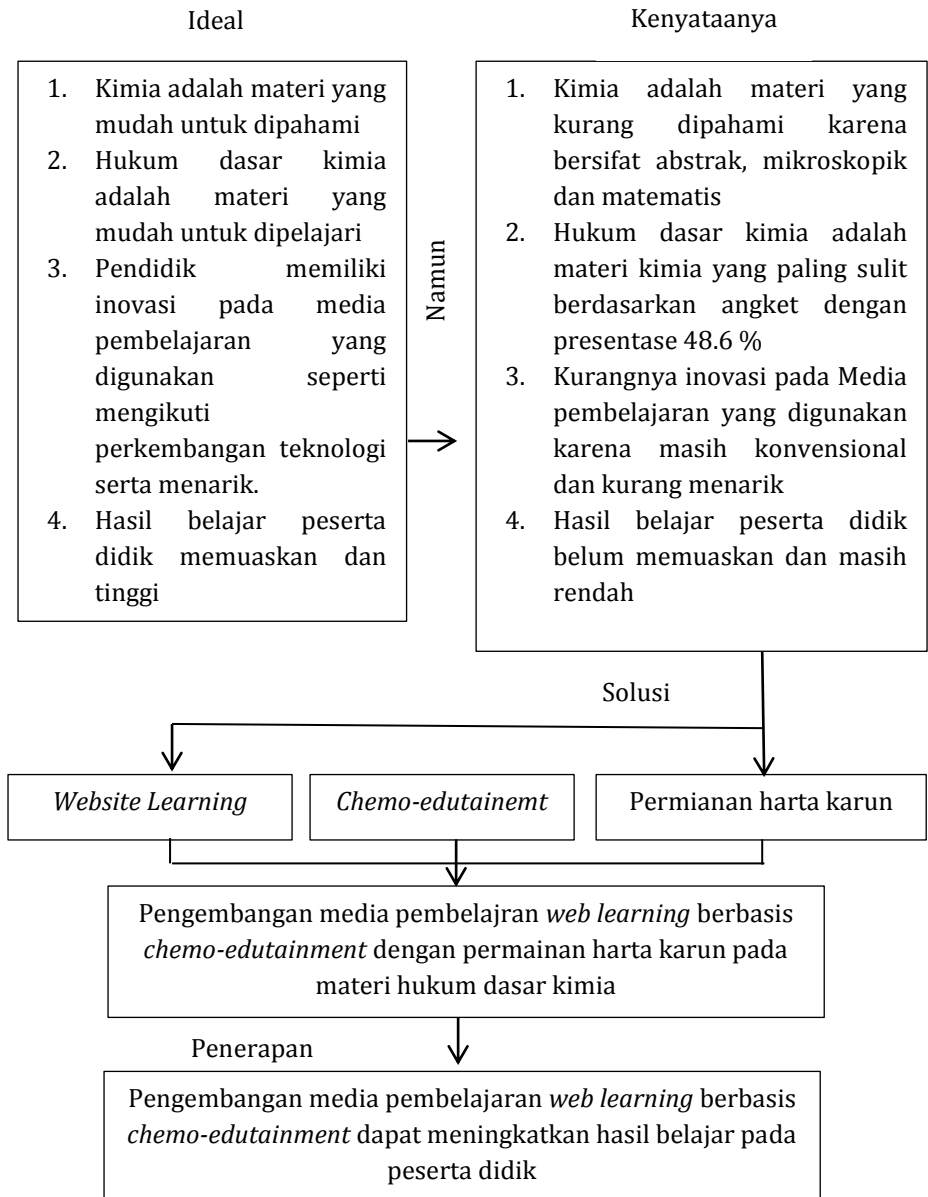 Ideal
Kenyataanya
1. Kimia adalah materi yang
mudah untuk dipahami
2. Hukum dasar kimia
adalah materi yang
mudah untuk dipelajari
3. Pendidik memiliki
inovasi pada media
pembelajaran yang
digunakan seperti
mengikuti
perkembangan teknologi
serta menarik.
4. Hasil belajar peserta
didik memuaskan dan
tinggi
Namun
1. Kimia adalah materi yang
kurang dipahami karena
bersifat abstrak, mikroskopik
dan matematis
2. Hukum dasar kimia adalah
materi kimia yang paling sulit
berdasarkan angket dengan
presentase 48.6 %
3. Kurangnya inovasi pada Media
pembelajaran yang digunakan
karena masih konvensional
dan kurang menarik
4. Hasil belajar peserta didik
belum memuaskan dan masih
rendah
Solusi
Website Learning
Chemo-edutainemt
Permianan harta karun
Pengembangan media pembelajran web learning berbasis
chemo-edutainment dengan permainan harta karun pada
materi hukum dasar kimia
Penerapan
Pengembangan media pembelajaran web learning berbasis
chemo-edutainment dapat meningkatkan hasil belajar pada
peserta didik